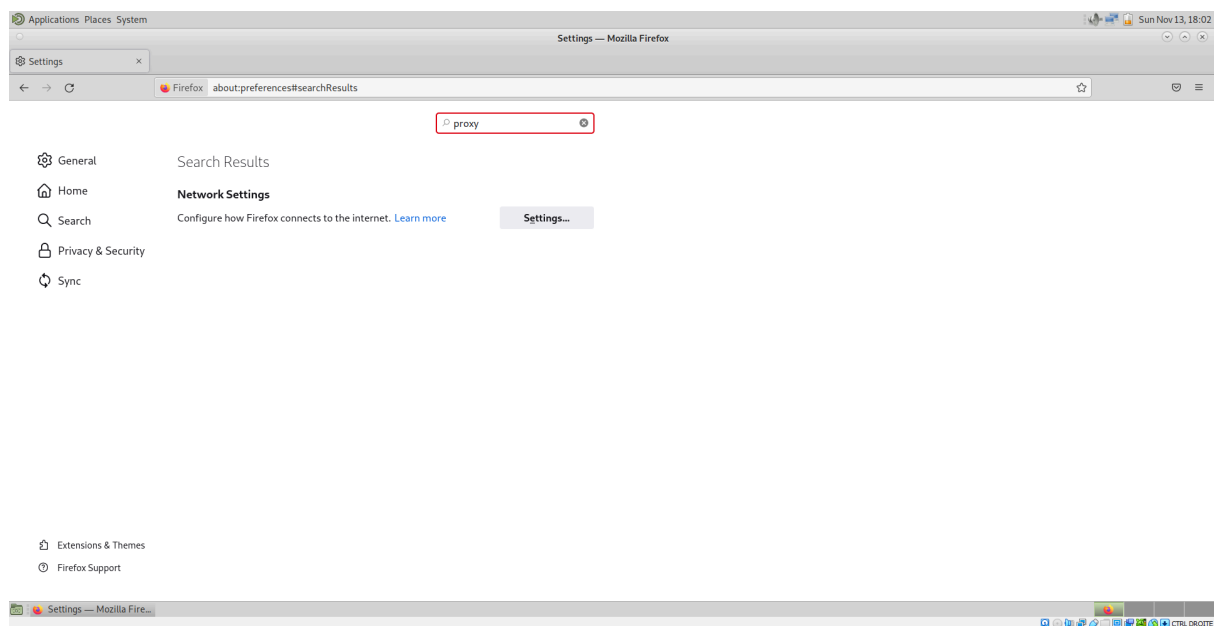 Applications Places System
Sun Nov 13, 18:02
Settings — Mozilla Firefox
Settings
Firefox about:preferences#searchResults
proxy
General
Home
Search
Privacy & Security
Sync
Search Results
Network Settings
Configure how Firefox connects to the internet. Learn more
Settings...
Extensions & Themes
Firefox Support
Settings — Mozilla Fire...
CTRL DROITE